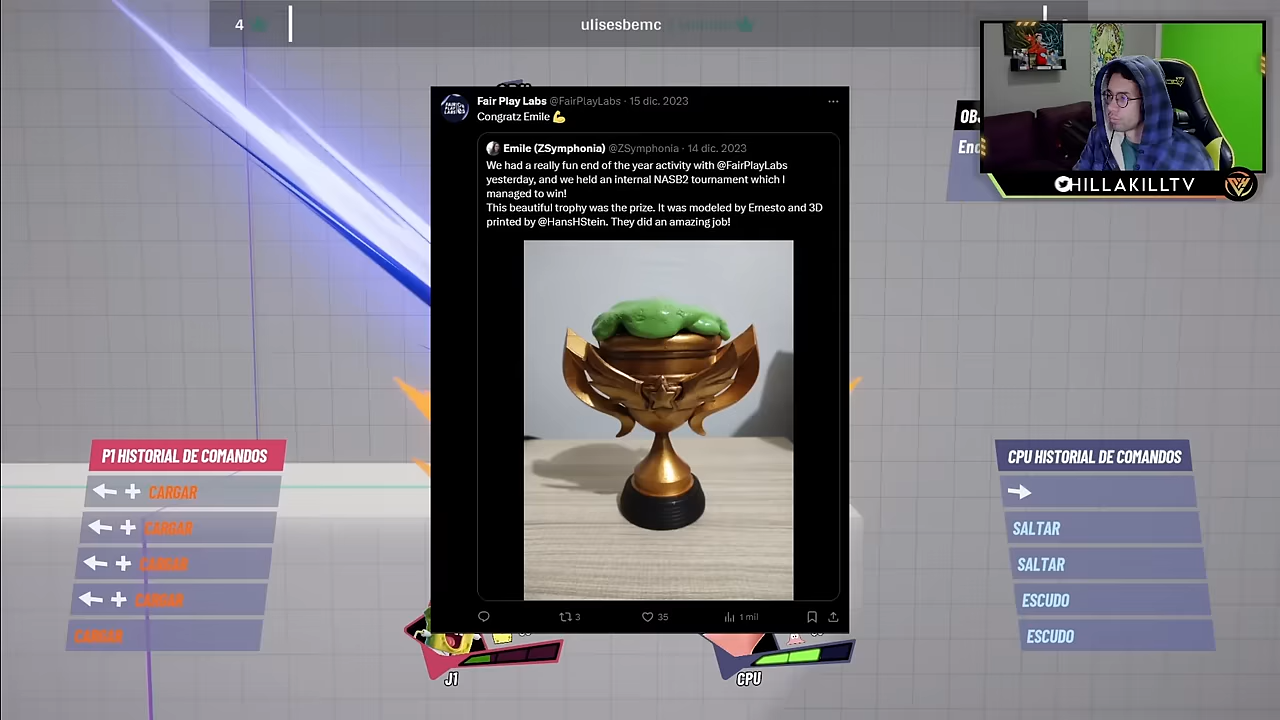 4
ulisesbemc
Fair Play Labs @FairPlayLabs · 15 dic. 2023
Congratz Emile 💪
Emile (ZSymphonia) @ZSymphonia · 14 dic. 2023
We had a really fun end of the year activity with @FairPlayLabs
yesterday, and we held an internal NASB2 tournament which I
managed to win!
This beautiful trophy was the prize. It was modeled by Ernesto and 3D
printed by @HansHStein. They did an amazing job!
3
35
1 mil
HILLAKILLTV
P1 HISTORIAL DE COMANDOS
← + CARGAR
← + CARGAR
← + CARGAR
← + CARGAR
CARGAR
CPU HISTORIAL DE COMANDOS
→
SALTAR
SALTAR
ESCUDO
ESCUDO
J1
CPU